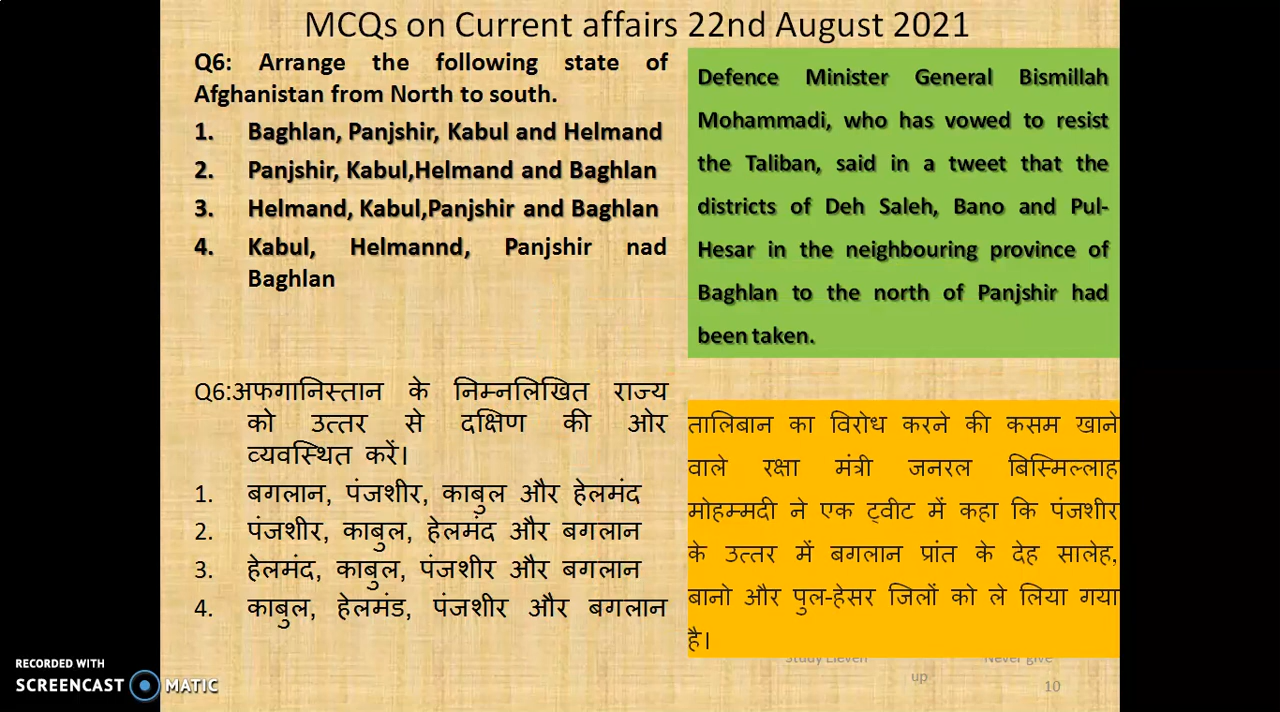 MCQs on Current affairs 22nd August 2021
Q6: Arrange the following state of
Afghanistan from North to south.
1. Baghlan, Panjshir, Kabul and Helmand
2. Panjshir, Kabul,Helmand and Baghlan
3. Helmand, Kabul,Panjshir and Baghlan
4. Kabul, Helmannd, Panjshir nad
Baghlan
Defence Minister General Bismillah
Mohammadi, who has vowed to resist
the Taliban, said in a tweet that the
districts of Deh Saleh, Bano and Pul-
Hesar in the neighbouring province of
Baghlan to the north of Panjshir had
been taken.
Q6:अफगानिस्तान के निम्नलिखित राज्य
को उत्तर से दक्षिण की ओर
व्यवस्थित करें।
1. बगलान, पंजशीर, काबुल और हेलमंद
2. पंजशीर, काबुल, हेलमंद और बगलान
3. हेलमंद, काबुल, पंजशीर और बगलान
4. काबुल, हेलमंड, पंजशीर और बगलान
तालिबान का विरोध करने की कसम खाने
वाले रक्षा मंत्री जनरल बिस्मिल्लाह
मोहम्मदी ने एक ट्वीट में कहा कि पंजशीर
के उत्तर में बगलान प्रांत के देह सालेह,
बानो और पुल-हेसर जिलों को ले लिया गया
है।
Study Eleven Never give
up
10
RECORDED WITH
SCREENCAST MATIC